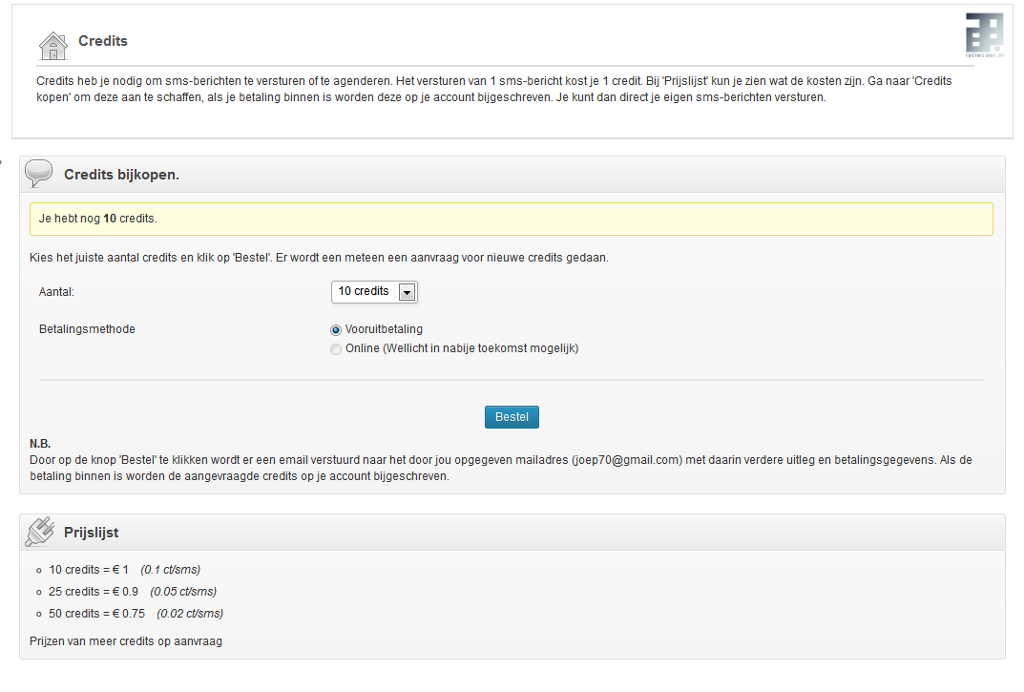 Credits
Credits heb je nodig om sms-berichten te versturen of te agenderen. Het versturen van 1 sms-bericht kost je 1 credit. Bij 'Prijslijst' kun je zien wat de kosten zijn. Ga naar 'Credits
kopen' om deze aan te schaffen, als je betaling binnen is worden deze op je account bijgeschreven. Je kunt dan direct je eigen sms-berichten versturen.
Credits bijkopen.
Je hebt nog 10 credits.
Kies het juiste aantal credits en klik op 'Bestel'. Er wordt een meteen een aanvraag voor nieuwe credits gedaan.
Aantal: 10 credits
Betalingsmethode Vooruitbetaling
Online (Wellicht in nabije toekomst mogelijk)
Bestel
N.B.
Door op de knop 'Bestel' te klikken wordt er een email verstuurd naar het door jou opgegeven mailadres (joep70@gmail.com) met daarin verdere uitleg en betalingsgegevens. Als de
betaling binnen is worden de aangevraagde credits op je account bijgeschreven.
Prijslijst
10 credits = € 1 (0.1 ct/sms)
25 credits = € 0.9 (0.05 ct/sms)
50 credits = € 0.75 (0.02 ct/sms)
Prijzen van meer credits op aanvraag